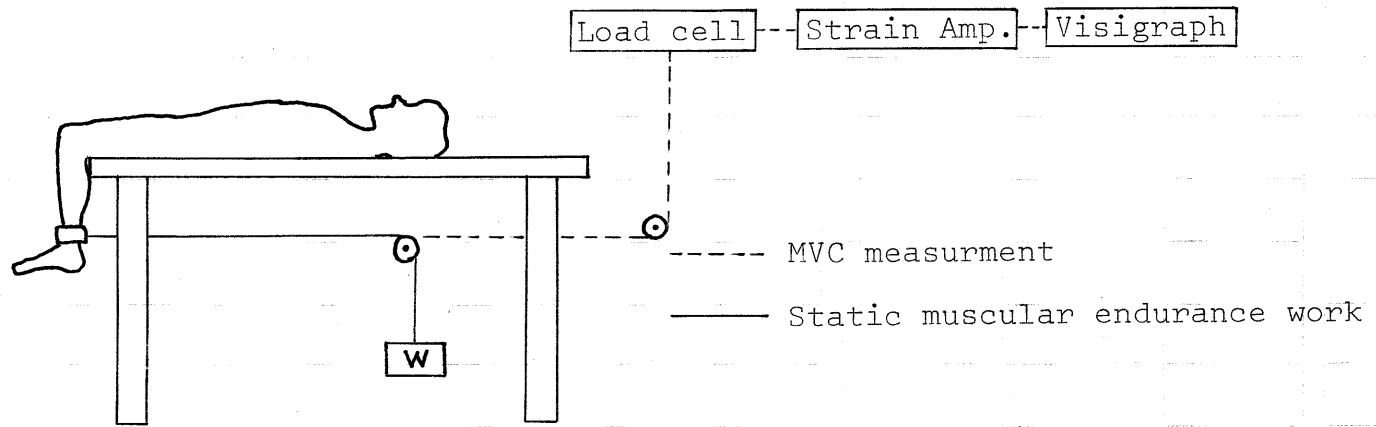 Load cell --- Strain Amp. -- Visigraph
----- MVC measurment
——— Static muscular endurance work
W